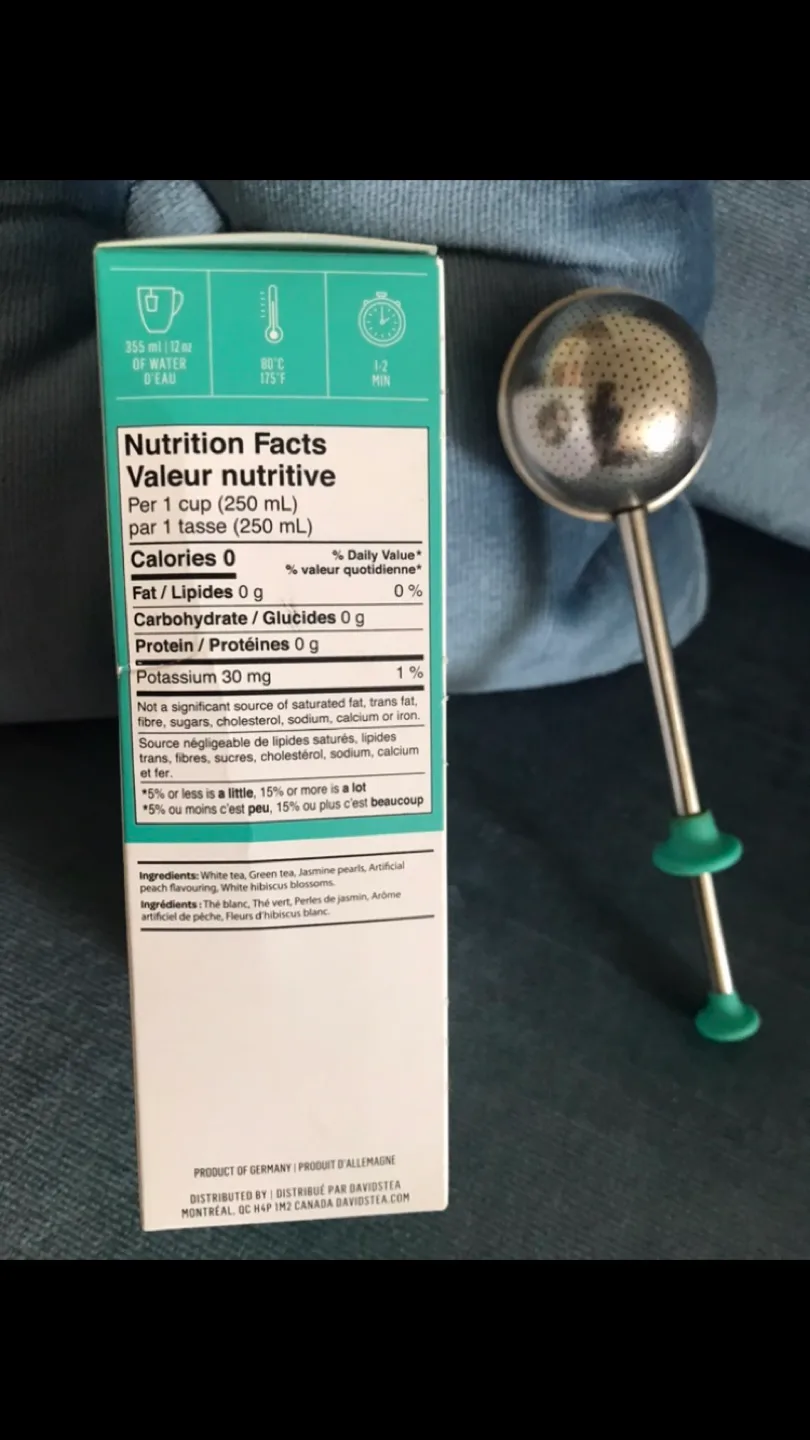 355 ml | 12 oz
OF WATER
D'EAU
80°C
175°F
1-2
MIN
Nutrition Facts
Valeur nutritive
Per 1 cup (250 mL)
par 1 tasse (250 mL)
Calories 0
% Daily Value*
% valeur quotidienne*
Fat / Lipides 0 g 0 %
Carbohydrate / Glucides 0 g
Protein / Protéines 0 g
Potassium 30 mg 1 %
Not a significant source of saturated fat, trans fat,
fibre, sugars, cholesterol, sodium, calcium or iron.
Source négligeable de lipides saturés, lipides
trans, fibres, sucres, cholestérol, sodium, calcium
et fer.
*5% or less is a little, 15% or more is a lot
*5% ou moins c'est peu, 15% ou plus c'est beaucoup
Ingredients: White tea, Green tea, Jasmine pearls, Artificial
peach flavouring, White hibiscus blossoms.
Ingrédients : Thé blanc, Thé vert, Perles de jasmin, Arôme
artificiel de pêche, Fleurs d'hibiscus blanc.
PRODUCT OF GERMANY | PRODUIT D'ALLEMAGNE
DISTRIBUTED BY | DISTRIBUÉ PAR DAVIDSTEA
MONTRÉAL, QC H4P 1M2 CANADA DAVIDSTEA.COM